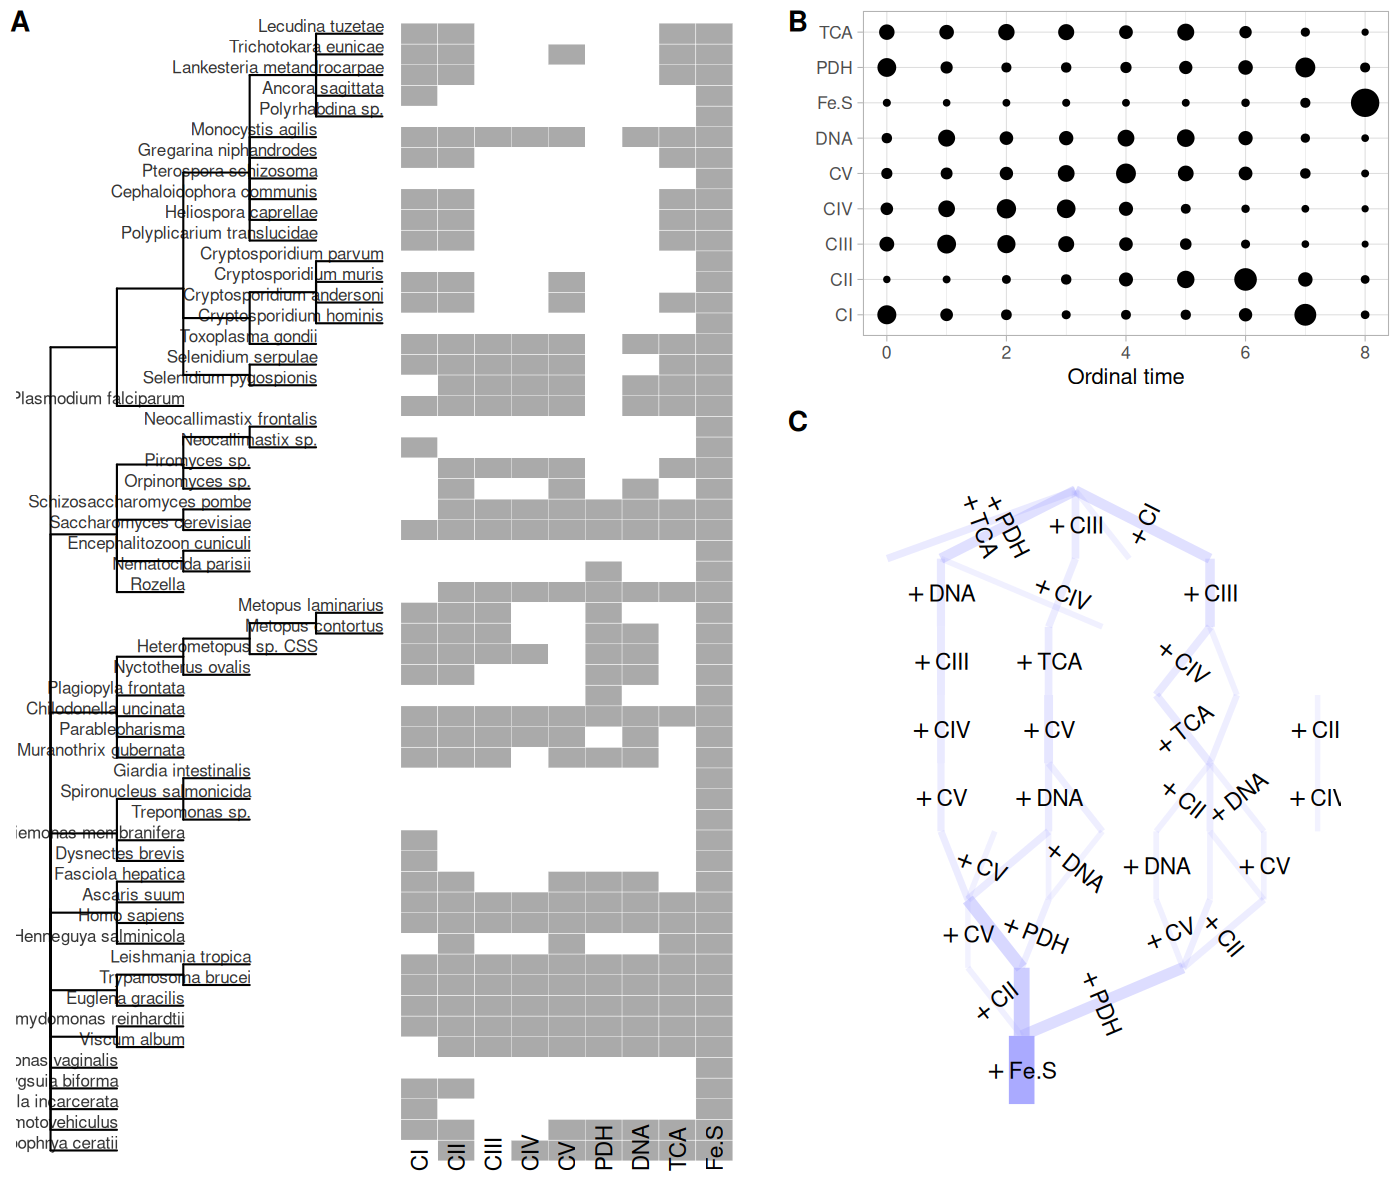 A
Lecudina tuzetae
Trichotokara eunicae
Lankesteria metandrocarpae
Ancora sagittata
Polyrhabdina sp.
Monocystis agilis
Gregarina niphandrodes
Pterospora schizosoma
Cephaloidophora communis
Heliospora caprellae
Polyplicarium translucidae
Cryptosporidium parvum
Cryptosporidium muris
Cryptosporidium andersoni
Cryptosporidium hominis
Toxoplasma gondii
Selenidium serpulae
Selenidium pygospionis
Plasmodium falciparum
Neocallimastix frontalis
Neocallimastix sp.
Piromyces sp.
Orpinomyces sp.
Schizosaccharomyces pombe
Saccharomyces cerevisiae
Encephalitozoon cuniculi
Nematocida parisii
Rozella
Metopus laminarius
Metopus contortus
Heterometopus sp. CSS
Nyctotherus ovalis
Plagiopyla frontata
Chilodonella uncinata
Parablepharisma
Muranothrix gubernata
Giardia intestinalis
Spironucleus salmonicida
Trepomonas sp.
iemonas membranifera
Dysnectes brevis
Fasciola hepatica
Ascaris suum
Homo sapiens
Henneguya salminicola
Leishmania tropica
Trypanosoma brucei
Euglena gracilis
mydomonas reinhardtii
Viscum album
onas vaginalis
ygsuia biforma
la incarcerata
motovehiculus
oophrya ceratii
CI CII CIII CIV CV PDH DNA TCA Fe.S
B
TCA
PDH
Fe.S
DNA
CV
CIV
CIII
CII
CI
0 2 4 6 8
Ordinal time
C
+ TCA + PDH + CIII + CI
+ DNA + CIV + CIII
+ CIII + TCA + CIV
+ CIV + CV + TCA + CII
+ CV + DNA + CII + DNA + CIV
+ CV + DNA + DNA + CV
+ CV + PDH + CV + CII
+ CII + PDH
+ Fe.S